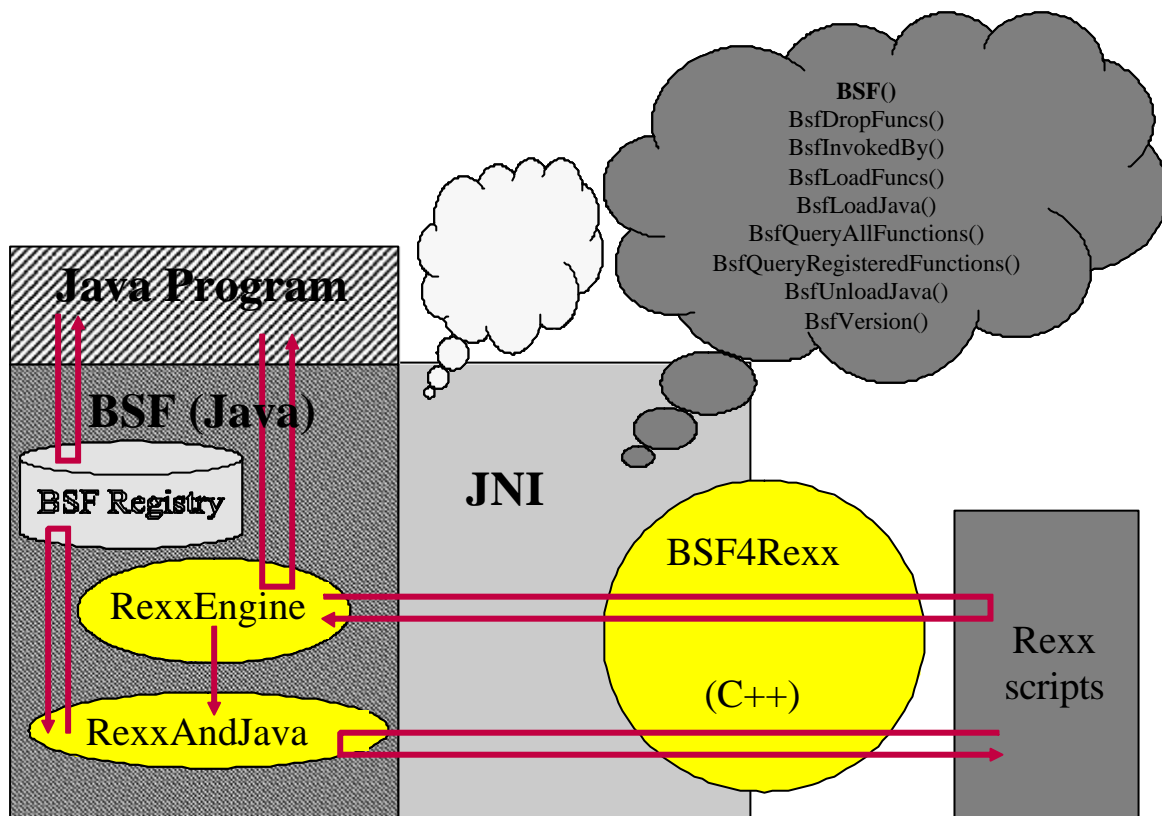 BSF()
BsfDropFuncs()
BsfInvokedBy()
BsfLoadFuncs()
BsfLoadJava()
BsfQueryAllFunctions()
BsfQueryRegisteredFunctions()
BsfUnloadJava()
BsfVersion()
Java Program
BSF (Java)
BSF Registry
JNI
RexxEngine
RexxAndJava
BSF4Rexx
(C++)
Rexx
scripts